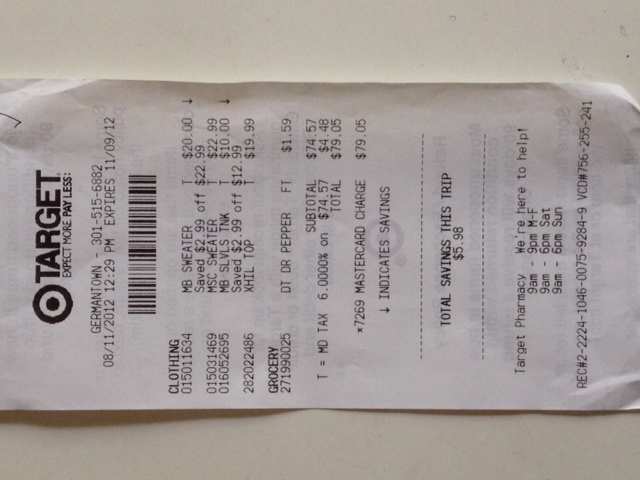 TARGET
EXPECT MORE. PAY LESS.
GERMANTOWN - 301-515-6882
08/11/2012 12:29 PM EXPIRES 11/09/12
CLOTHING
015011634 MB SWEATER T $20.00 ↓
Saved $2.99 off $22.99
015031469 MSC SWEATER T $22.99
016052695 MB SLVLS TNK T $10.00 ↓
Saved $2.99 off $12.99
282022486 XHIL TOP T $19.99
GROCERY
271990025 DT DR PEPPER FT $1.59
SUBTOTAL $74.57
T = MD TAX 6.0000% on $74.57 $4.48
TOTAL $79.05
*7269 MASTERCARD CHARGE $79.05
↓ INDICATES SAVINGS
TOTAL SAVINGS THIS TRIP
$5.98
Target Pharmacy We're here to help!
9am - 9pm M-F
9am - 6pm Sat
9am - 6pm Sun
REC#2-2224-1046-0075-9284-9 VCD#756-255-241